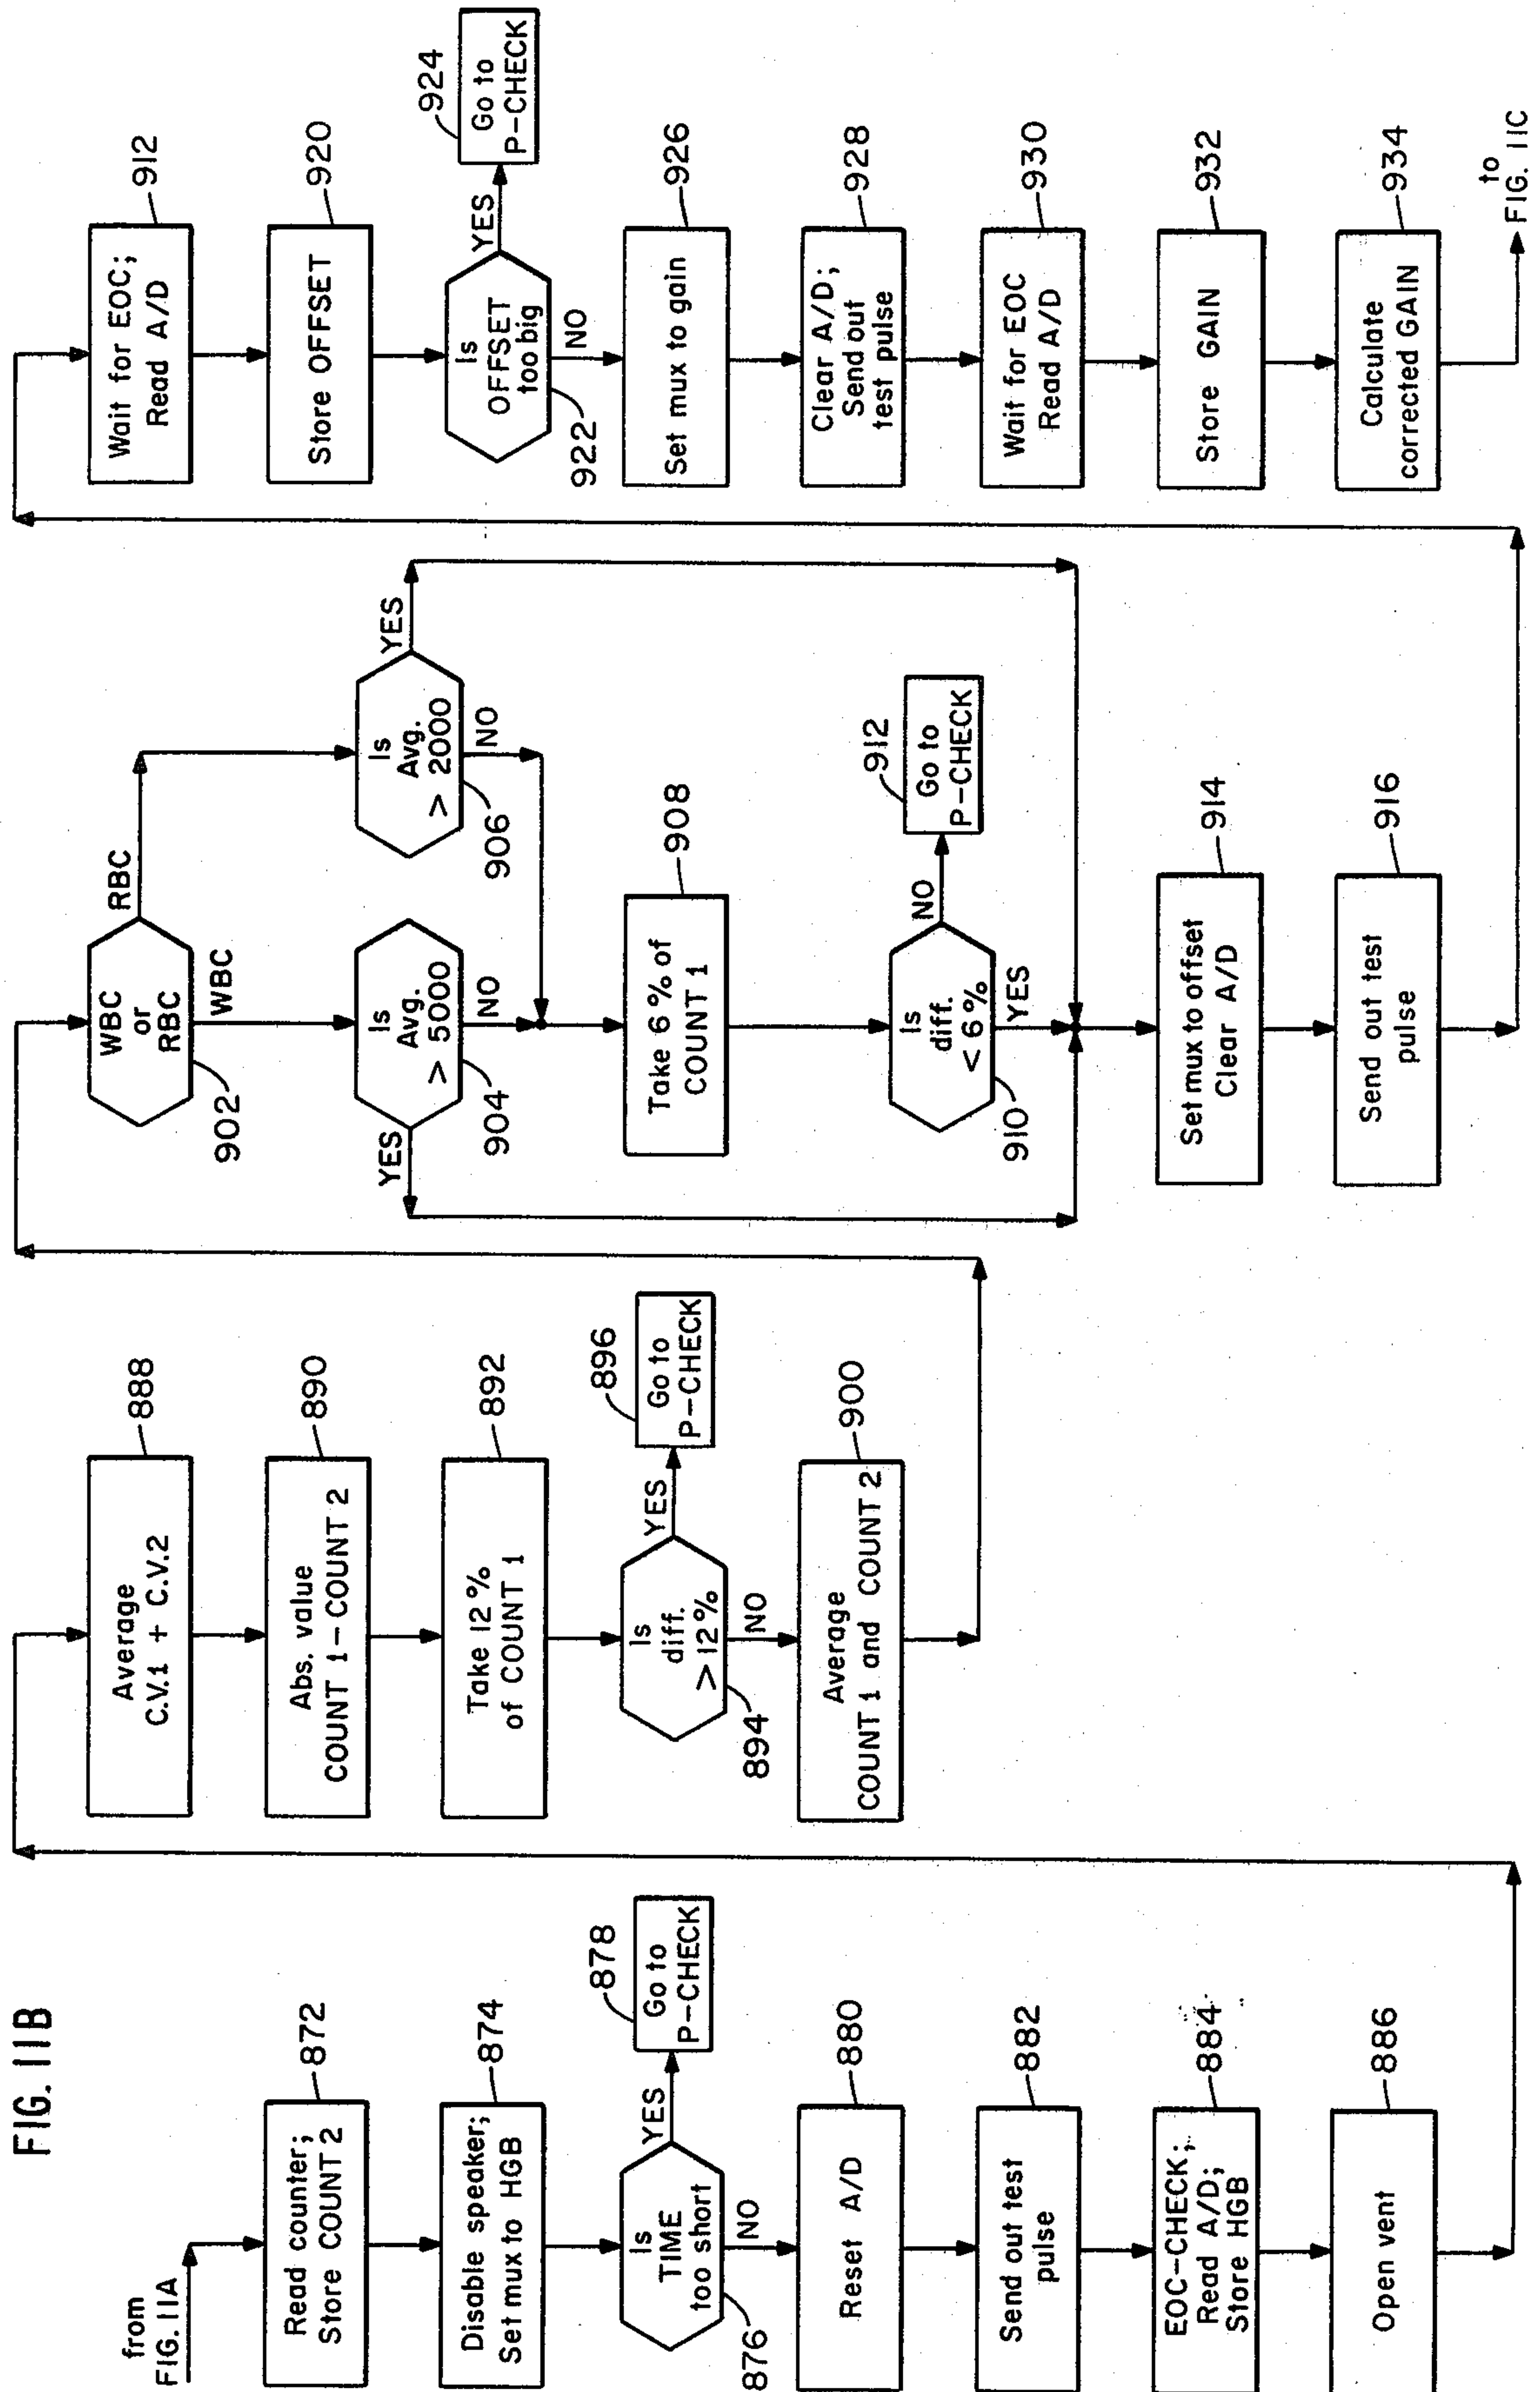 FIG. 11B
from
FIG. 11A
Read counter;
Store COUNT 2
872
Disable speaker;
Set mux to HGB
874
Is
TIME
too short
876
YES
NO
878
Go to
P-CHECK
Reset A/D
880
Send out test
pulse
882
EOC-CHECK;
Read A/D;
Store HGB
884
Open vent
886
Average
C.V.1 + C.V.2
888
Abs. value
COUNT 1-COUNT 2
890
Take 12%
of COUNT 1
892
Is
diff.
> 12%
894
YES
NO
896
Go to
P-CHECK
Average
COUNT 1 and COUNT 2
900
WBC
or
RBC
902
RBC
WBC
Is
Avg.
> 5000
904
YES
NO
Is
Avg.
> 2000
906
YES
NO
Take 6% of
COUNT 1
908
Is
diff.
< 6%
910
NO
YES
912
Go to
P-CHECK
Set mux to offset
Clear A/D
914
Send out test
pulse
916
Wait for EOC;
Read A/D
912
Store OFFSET
920
Is
OFFSET
too big
922
YES
NO
924
Go to
P-CHECK
Set mux to gain
926
Clear A/D;
Send out
test pulse
928
Wait for EOC
Read A/D
930
Store GAIN
932
Calculate
corrected GAIN
934
to
FIG. 11C